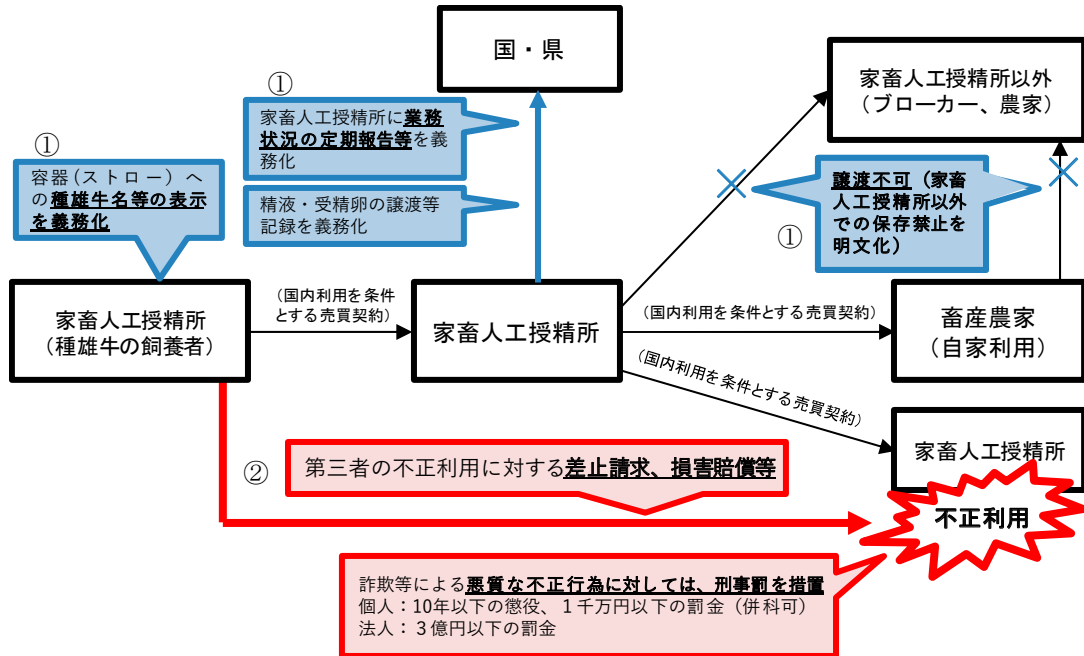 国・県
①
家畜人工授精所に業務
状況の定期報告等を義
務化
家畜人工授精所以外
（ブローカー、農家）
①
容器(ストロー）へ
の種雄牛名等の表示
を義務化
精液・受精卵の譲渡等
記録を義務化
譲渡不可（家畜
人工授精所以外
での保存禁止を
明文化）
①
家畜人工授精所
（種雄牛の飼養者）
（国内利用を条件
とする売買契約）
家畜人工授精所
（国内利用を条件とする売買契約）
畜産農家
（自家利用）
（国内利用を条件とする売買契約）
家畜人工授精所
②
第三者の不正利用に対する差止請求、損害賠償等
不正利用
詐欺等による悪質な不正行為に対しては、刑事罰を措置
個人：10年以下の懲役、１千万円以下の罰金（併科可）
法人：３億円以下の罰金